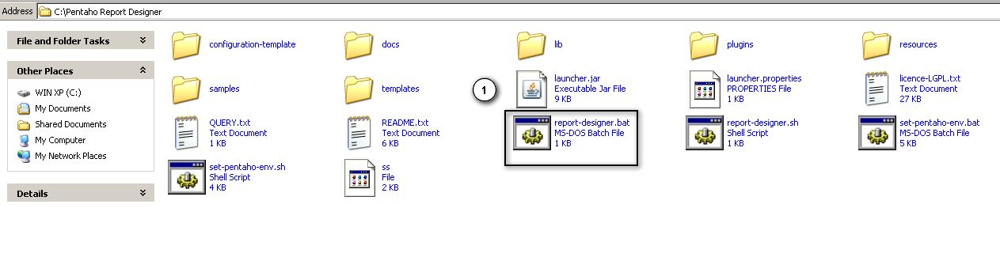 Address C:\Pentaho Report Designer
File and Folder Tasks
Other Places
WIN XP (C:)
My Documents
Shared Documents
My Computer
My Network Places
Details
configuration-template
docs
lib
plugins
resources
samples
templates
1
launcher.jar
Executable Jar File
9 KB
launcher.properties
PROPERTIES File
1 KB
licence-LGPL.txt
Text Document
27 KB
QUERY.txt
Text Document
1 KB
README.txt
Text Document
6 KB
report-designer.bat
MS-DOS Batch File
1 KB
report-designer.sh
Shell Script
1 KB
set-pentaho-env.bat
MS-DOS Batch File
5 KB
set-pentaho-env.sh
Shell Script
4 KB
ss
File
2 KB